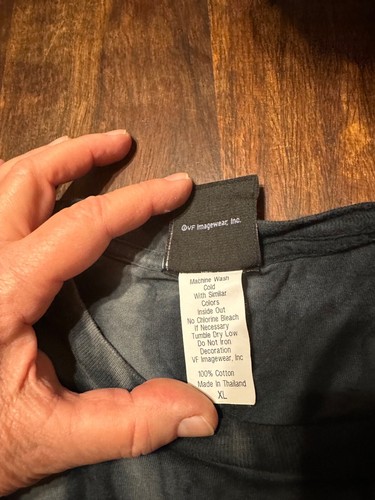 ©VF Imagewear, Inc.
Machine Wash
Cold
With Similar
Colors
Inside Out
No Chlorine Bleach
If Necessary
Tumble Dry Low
Do Not Iron
Decoration
VF Imagewear, Inc
100% Cotton
Made In Thailand
XL